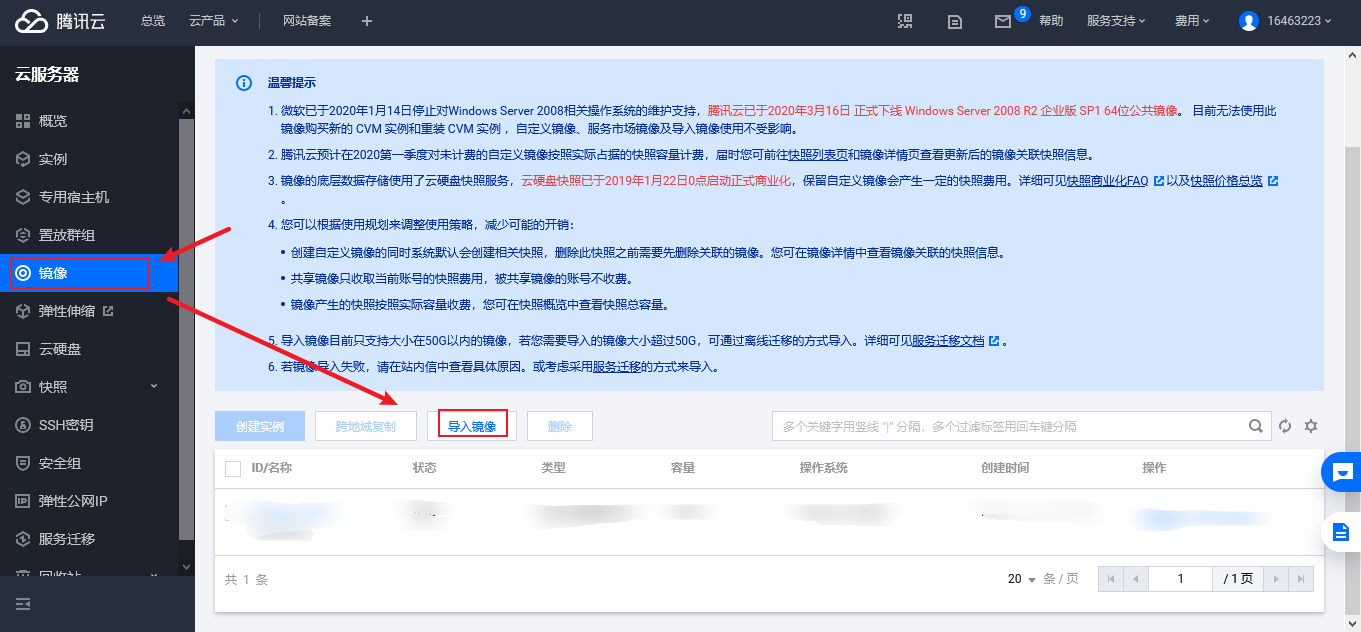 腾讯云
总览
云产品
网站备案
9
帮助
服务支持
费用
16463223
云服务器
概览
实例
专用宿主机
置放群组
镜像
弹性伸缩
云硬盘
快照
SSH密钥
安全组
弹性公网IP
服务迁移
回收站
温馨提示
1. 微软已于2020年1月14日停止对Windows Server 2008相关操作系统的维护支持，腾讯云已于2020年3月16日 正式下线 Windows Server 2008 R2 企业版 SP1 64位公共镜像。 目前无法使用此
镜像购买新的 CVM 实例和重装 CVM 实例 ，自定义镜像、服务市场镜像及导入镜像使用不受影响。
2. 腾讯云预计在2020第一季度对未计费的自定义镜像按照实际占据的快照容量计费，届时您可前往快照列表页和镜像详情页查看更新后的镜像关联快照信息。
3. 镜像的底层数据存储使用了云硬盘快照服务，云硬盘快照已于2019年1月22日0点启动正式商业化，保留自定义镜像会产生一定的快照费用。详细可见快照商业化FAQ 以及快照价格总览
。
4. 您可以根据使用规划来调整使用策略，减少可能的开销：
• 创建自定义镜像的同时系统默认会创建相关快照，删除此快照之前需要先删除关联的镜像。您可在镜像详情中查看镜像关联的快照信息。
• 共享镜像只收取当前账号的快照费用，被共享镜像的账号不收费。
• 镜像产生的快照按照实际容量收费，您可在快照概览中查看快照总容量。
5. 导入镜像目前只支持大小在50G以内的镜像，若您需要导入的镜像大小超过50G，可通过离线迁移的方式导入。详细可见服务迁移文档 。
6. 若镜像导入失败，请在站内信中查看具体原因。或考虑采用服务迁移的方式来导入。
创建实例
跨地域复制
导入镜像
删除
多个关键字用竖线 "|" 分隔，多个过滤标签用回车键分隔
ID/名称
状态
类型
容量
操作系统
创建时间
操作
共 1 条
20
条 / 页
1
/ 1 页